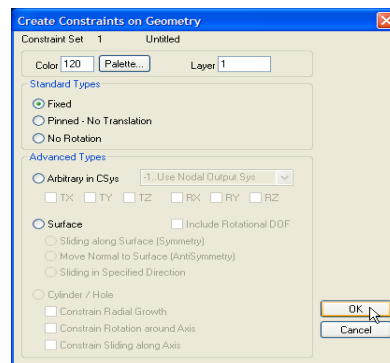 Create Constraints on Geometry
Constraint Set 1 Untitled
Color 120 Palette... Layer 1
Standard Types
Fixed
Pinned - No Translation
No Rotation
Advanced Types
Arbitrary in CSys -1..Use Nodal Output Sys
TX TY TZ RX RY RZ
Surface Include Rotational DOF
Sliding along Surface (Symmetry)
Move Normal to Surface (AntiSymmetry)
Sliding in Specified Direction
Cylinder / Hole
Constrain Radial Growth
Constrain Rotation around Axis
Constrain Sliding along Axis
OK
Cancel